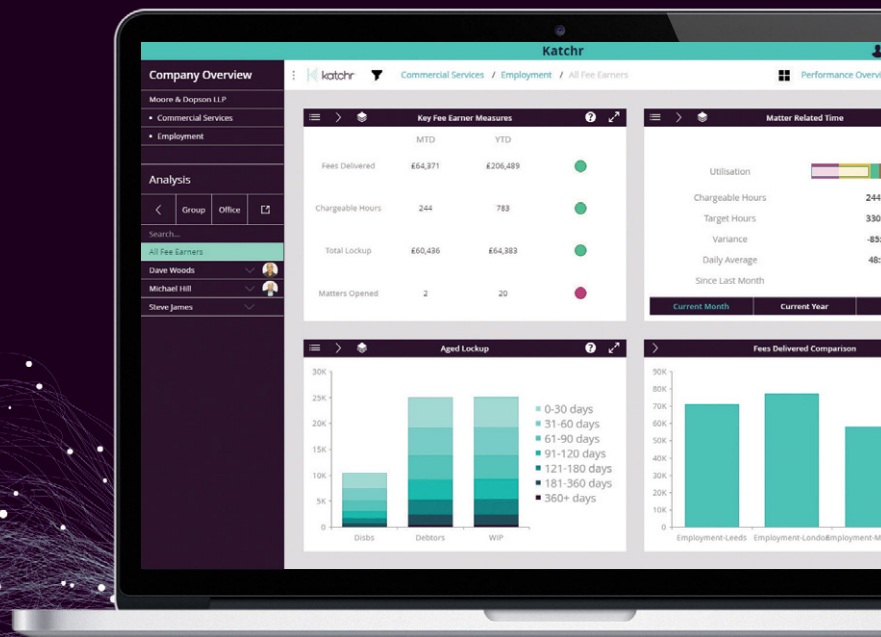 Katchr
Company Overview
Moore & Dopson LLP
• Commercial Services
• Employment
Analysis
Group Office
Search...
All Fee Earners
Dave Woods
Michael Hill
Steve James
katchr Commercial Services / Employment / All Fee Earners
Performance
Key Fee Earner Measures
MTD YTD
Fees Delivered £64,371 £206,489
Chargeable Hours 244 783
Total Lockup £60,436 £64,383
Matters Opened 2 20
Matter Related Time
Utilisation
Chargeable Hours 244
Target Hours 330
Variance
Daily Average 48:
Since Last Month
Current Month Current Year
Aged Lockup
30K
25K
20K
15K
10K
5K
0
Disbs Debtors WIP
0-30 days
31-60 days
61-90 days
91-120 days
121-180 days
181-360 days
360+ days
Fees Delivered Comparison
90K
80K
70K
60K
50K
40K
30K
20K
10K
0
Employment-Leeds Employment-London